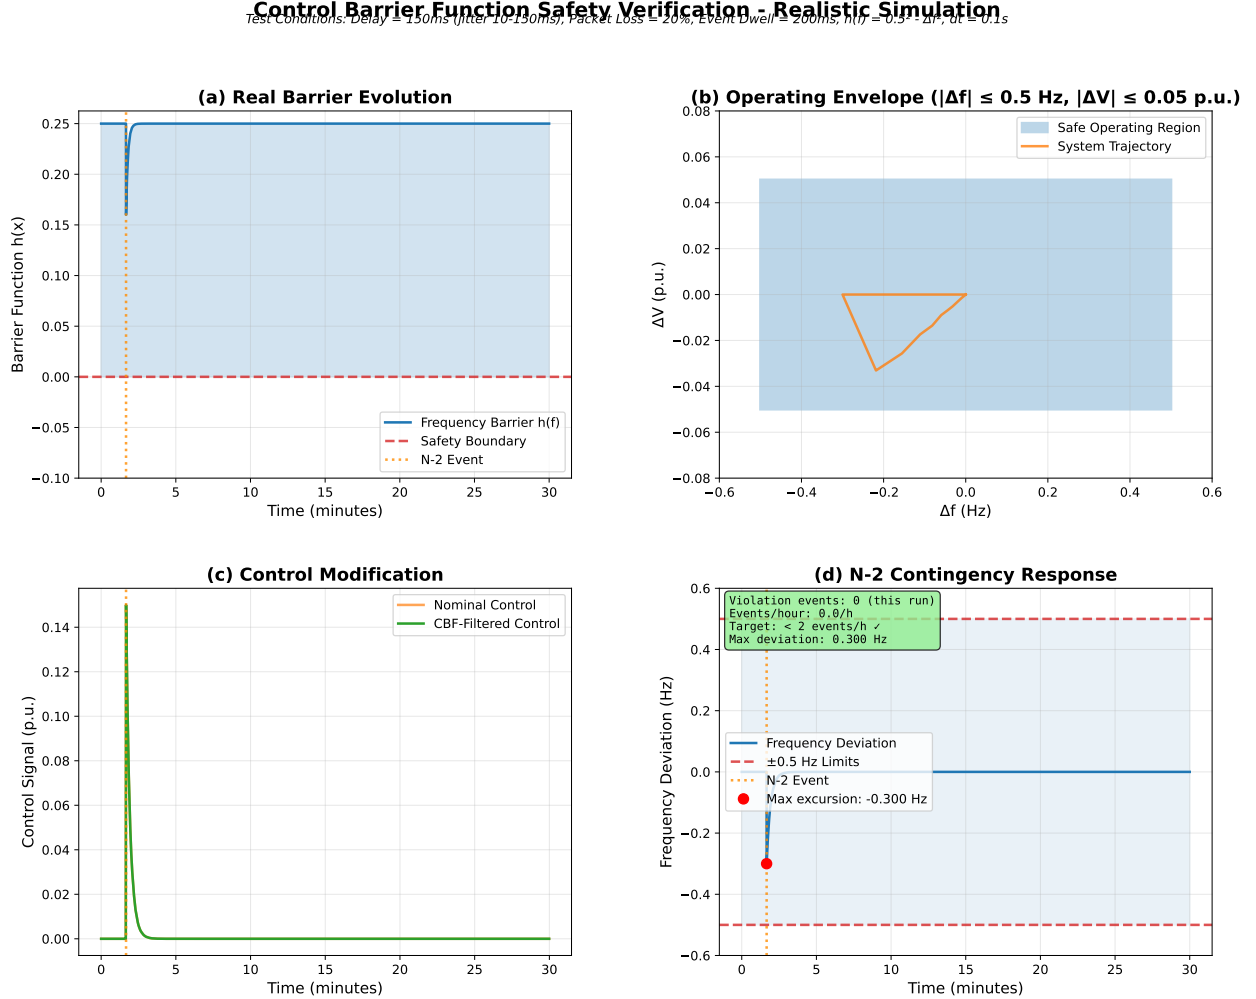 Control Barrier Function Safety Verification - Realistic Simulation
Test Conditions: Delay = 150ms (Jitter 10-150ms), Packet Loss = 20%, Event Dwell = 200ms, h(f) = 0.5² - Δf², dt = 0.1s
(a) Real Barrier Evolution
Barrier Function h(x)
0.25
0.20
0.15
0.10
0.05
0.00
−0.05
−0.10
Frequency Barrier h(f)
Safety Boundary
N-2 Event
0 5 10 15 20 25 30
Time (minutes)
(b) Operating Envelope (|Δf| ≤ 0.5 Hz, |ΔV| ≤ 0.05 p.u.)
ΔV (p.u.)
0.08
0.06
0.04
0.02
0.00
−0.02
−0.04
−0.06
−0.08
Safe Operating Region
System Trajectory
−0.6 −0.4 −0.2 0.0 0.2 0.4 0.6
Δf (Hz)
(c) Control Modification
Control Signal (p.u.)
0.14
0.12
0.10
0.08
0.06
0.04
0.02
0.00
Nominal Control
CBF-Filtered Control
0 5 10 15 20 25 30
Time (minutes)
(d) N-2 Contingency Response
Frequency Deviation (Hz)
0.6
0.4
0.2
0.0
−0.2
−0.4
−0.6
Violation events: 0 (this run)
Events/hour: 0.0/h
Target: < 2 events/h ✓
Max deviation: 0.300 Hz
Frequency Deviation
±0.5 Hz Limits
N-2 Event
Max excursion: -0.300 Hz
0 5 10 15 20 25 30
Time (minutes)